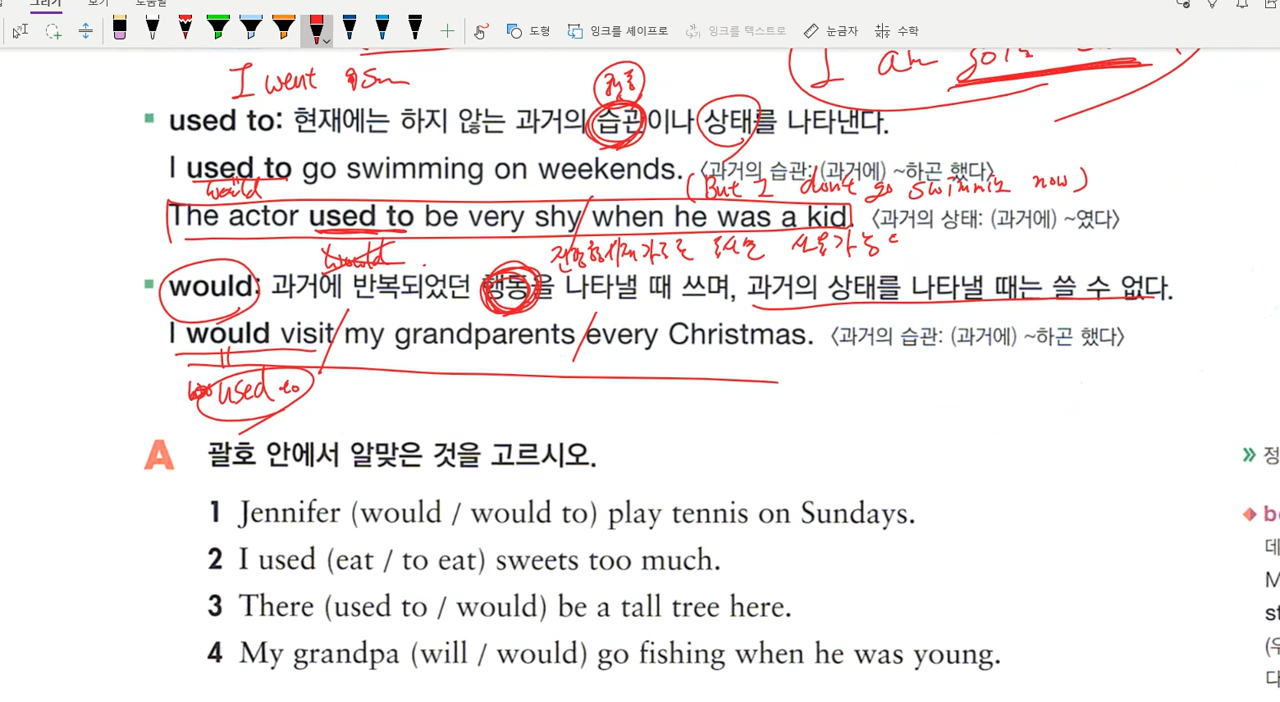 그리기 보기 도움말
도형 잉크를 셰이프로 잉크를 텍스트로 눈금자 수학
I went
I am
used to: 현재에는 하지 않는 과거의 습관이나 상태를 나타낸다.
I used to go swimming on weekends. 〈과거의 습관: (과거에) ~하곤 했다〉
would (But I don't go swimming now)
The actor used to be very shy when he was a kid. 〈과거의 상태: (과거에) ~였다〉
would
would: 과거에 반복되었던 행동을 나타낼 때 쓰며, 과거의 상태를 나타낼 때는 쓸 수 없다.
I would visit my grandparents every Christmas. 〈과거의 습관: (과거에) ~하곤 했다〉
used to
A 괄호 안에서 알맞은 것을 고르시오.
1 Jennifer (would / would to) play tennis on Sundays.
2 I used (eat / to eat) sweets too much.
3 There (used to / would) be a tall tree here.
4 My grandpa (will / would) go fishing when he was young.